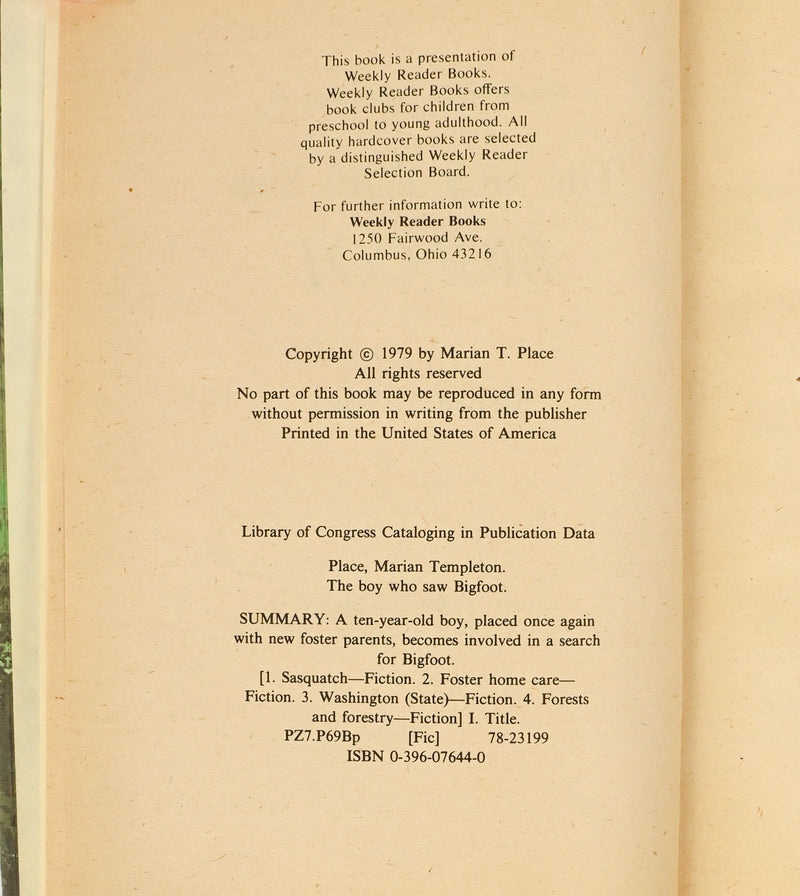 This book is a presentation of
Weekly Reader Books.
Weekly Reader Books offers
book clubs for children from
preschool to young adulthood. All
quality hardcover books are selected
by a distinguished Weekly Reader
Selection Board.
For further information write to:
Weekly Reader Books
1250 Fairwood Ave.
Columbus, Ohio 43216
Copyright © 1979 by Marian T. Place
All rights reserved
No part of this book may be reproduced in any form
without permission in writing from the publisher
Printed in the United States of America
Library of Congress Cataloging in Publication Data
Place, Marian Templeton.
The boy who saw Bigfoot.
SUMMARY: A ten-year-old boy, placed once again
with new foster parents, becomes involved in a search
for Bigfoot.
[1. Sasquatch—Fiction. 2. Foster home care—
Fiction. 3. Washington (State)—Fiction. 4. Forests
and forestry—Fiction] I. Title.
PZ7.P69Bp [Fic] 78-23199
ISBN 0-396-07644-0